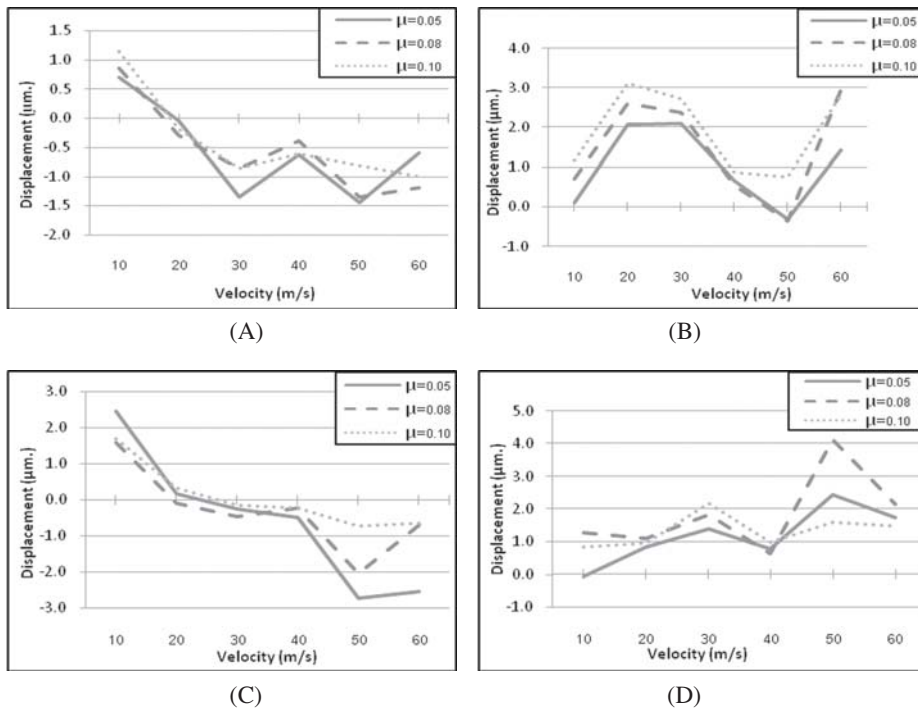 μ=0.05
μ=0.08
μ=0.10
1.5
1.0
0.5
0.0
-0.5
-1.0
-1.5
-2.0
Displacement (μm.)
10 20 30 40 50 60
Velocity (m/s)
(A)
μ=0.05
μ=0.08
μ=0.10
4.0
3.0
2.0
1.0
0.0
-1.0
Displacement (μm.)
10 20 30 40 50 60
Velocity (m/s)
(B)
μ=0.05
μ=0.08
μ=0.10
3.0
2.0
1.0
0.0
-1.0
-2.0
-3.0
Displacement (μm.)
10 20 30 40 50 60
Velocity (m/s)
(C)
μ=0.05
μ=0.08
μ=0.10
5.0
4.0
3.0
2.0
1.0
0.0
-1.0
Displacement (μm.)
10 20 30 40 50 60
Velocity (m/s)
(D)